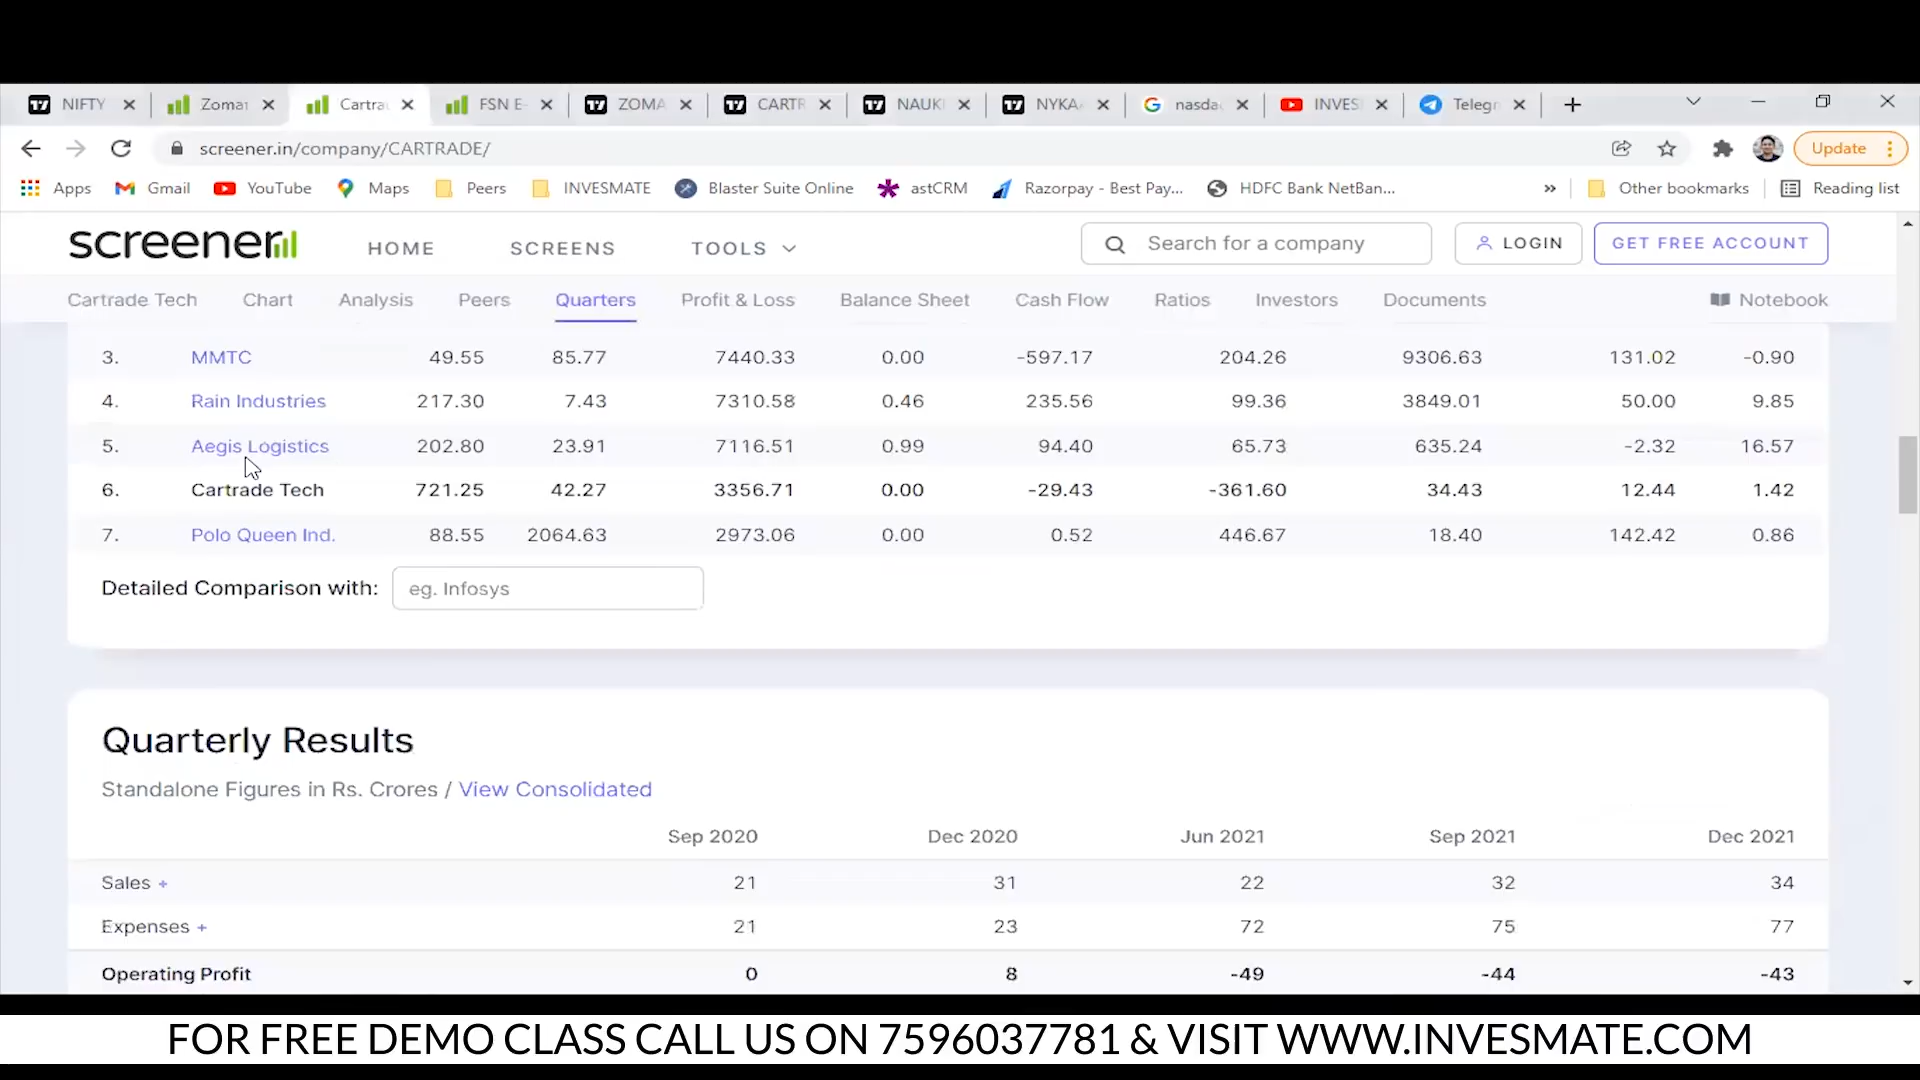 NIFTY Zomat Cartra FSN E- ZOMA CARTR NAUK NYKA nasda INVES Telegr
screener.in/company/CARTRADE/ Update
Apps Gmail YouTube Maps Peers INVESMATE Blaster Suite Online astCRM Razorpay - Best Pay... HDFC Bank NetBan... » Other bookmarks Reading list
screener HOME SCREENS TOOLS Search for a company LOGIN GET FREE ACCOUNT
Cartrade Tech Chart Analysis Peers Quarters Profit & Loss Balance Sheet Cash Flow Ratios Investors Documents Notebook
3. MMTC 49.55 85.77 7440.33 0.00 -597.17 204.26 9306.63 131.02 -0.90
4. Rain Industries 217.30 7.43 7310.58 0.46 235.56 99.36 3849.01 50.00 9.85
5. Aegis Logistics 202.80 23.91 7116.51 0.99 94.40 65.73 635.24 -2.32 16.57
6. Cartrade Tech 721.25 42.27 3356.71 0.00 -29.43 -361.60 34.43 12.44 1.42
7. Polo Queen Ind. 88.55 2064.63 2973.06 0.00 0.52 446.67 18.40 142.42 0.86
Detailed Comparison with: eg. Infosys
Quarterly Results
Standalone Figures in Rs. Crores / View Consolidated
Sep 2020 Dec 2020 Jun 2021 Sep 2021 Dec 2021
Sales + 21 31 22 32 34
Expenses + 21 23 72 75 77
Operating Profit 0 8 -49 -44 -43
FOR FREE DEMO CLASS CALL US ON 7596037781 & VISIT WWW.INVESMATE.COM